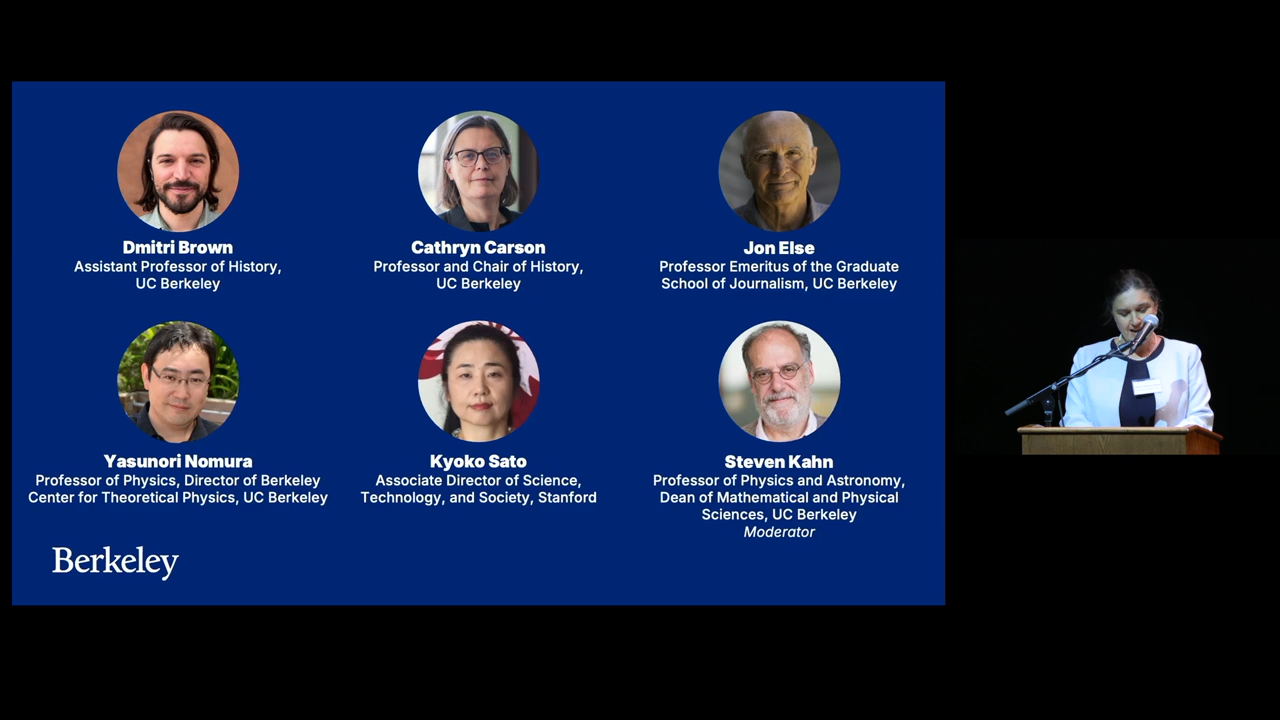 Dmitri Brown
Assistant Professor of History,
UC Berkeley
Cathryn Carson
Professor and Chair of History,
UC Berkeley
Jon Else
Professor Emeritus of the Graduate
School of Journalism, UC Berkeley
Yasunori Nomura
Professor of Physics, Director of Berkeley
Center for Theoretical Physics, UC Berkeley
Kyoko Sato
Associate Director of Science,
Technology, and Society, Stanford
Steven Kahn
Professor of Physics and Astronomy,
Dean of Mathematical and Physical
Sciences, UC Berkeley
Moderator
Berkeley